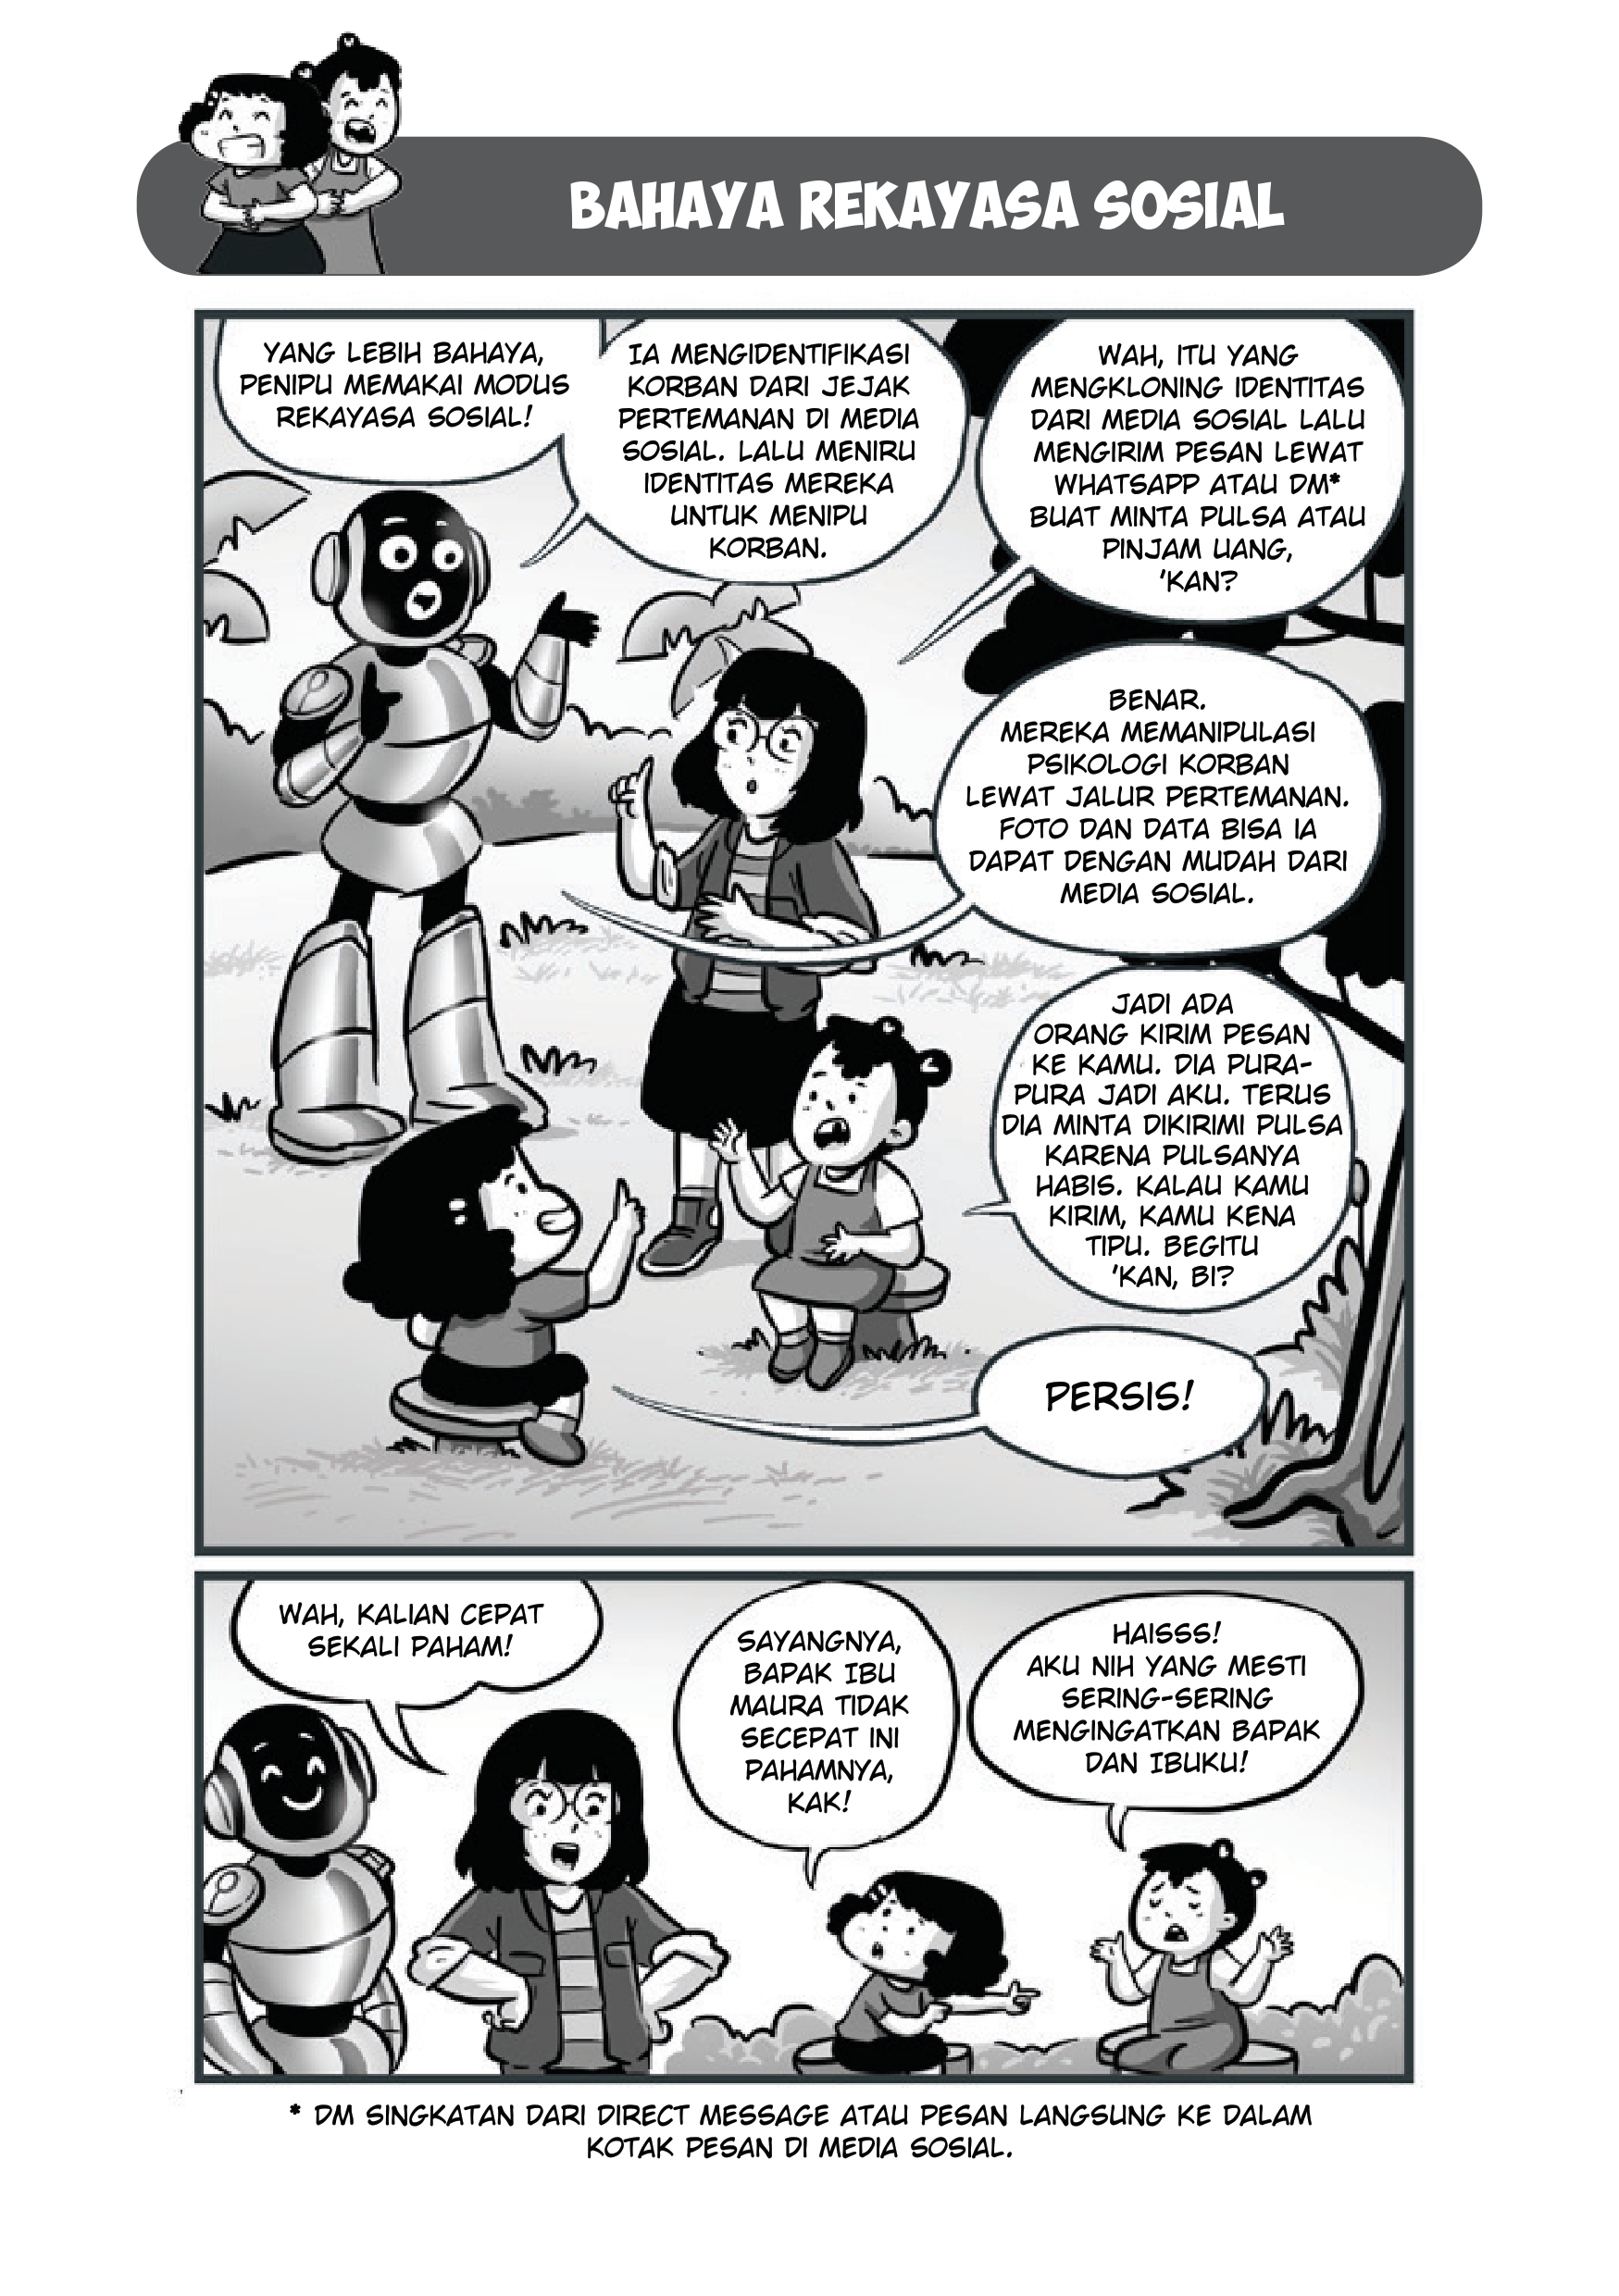 BAHAYA REKAYASA SOSIAL
YANG LEBIH BAHAYA,
PENIPU MEMAKAI MODUS
REKAYASA SOSIAL!
IA MENGIDENTIFIKASI
KORBAN DARI JEJAK
PERTEMANAN DI MEDIA
SOSIAL. LALU MENIRU
IDENTITAS MEREKA
UNTUK MENIPU
KORBAN.
WAH, ITU YANG
MENGKLONING IDENTITAS
DARI MEDIA SOSIAL LALU
MENGIRIM PESAN LEWAT
WHATSAPP ATAU DM*
BUAT MINTA PULSA ATAU
PINJAM UANG,
'KAN?
BENAR.
MEREKA MEMANIPULASI
PSIKOLOGI KORBAN
LEWAT JALUR PERTEMANAN.
FOTO DAN DATA BISA IA
DAPAT DENGAN MUDAH DARI
MEDIA SOSIAL.
JADI ADA
ORANG KIRIM PESAN
KE KAMU. DIA PURA-
PURA JADI AKU. TERUS
DIA MINTA DIKIRIMI PULSA
KARENA PULSANYA
HABIS. KALAU KAMU
KIRIM, KAMU KENA
TIPU. BEGITU
'KAN, BI?
PERSIS!
WAH, KALIAN CEPAT
SEKALI PAHAM!
SAYANGNYA,
BAPAK IBU
MAURA TIDAK
SECEPAT INI
PAHAMNYA,
KAK!
HAISSS!
AKU NIH YANG MESTI
SERING-SERING
MENGINGATKAN BAPAK
DAN IBUKU!
* DM SINGKATAN DARI DIRECT MESSAGE ATAU PESAN LANGSUNG KE DALAM
KOTAK PESAN DI MEDIA SOSIAL.